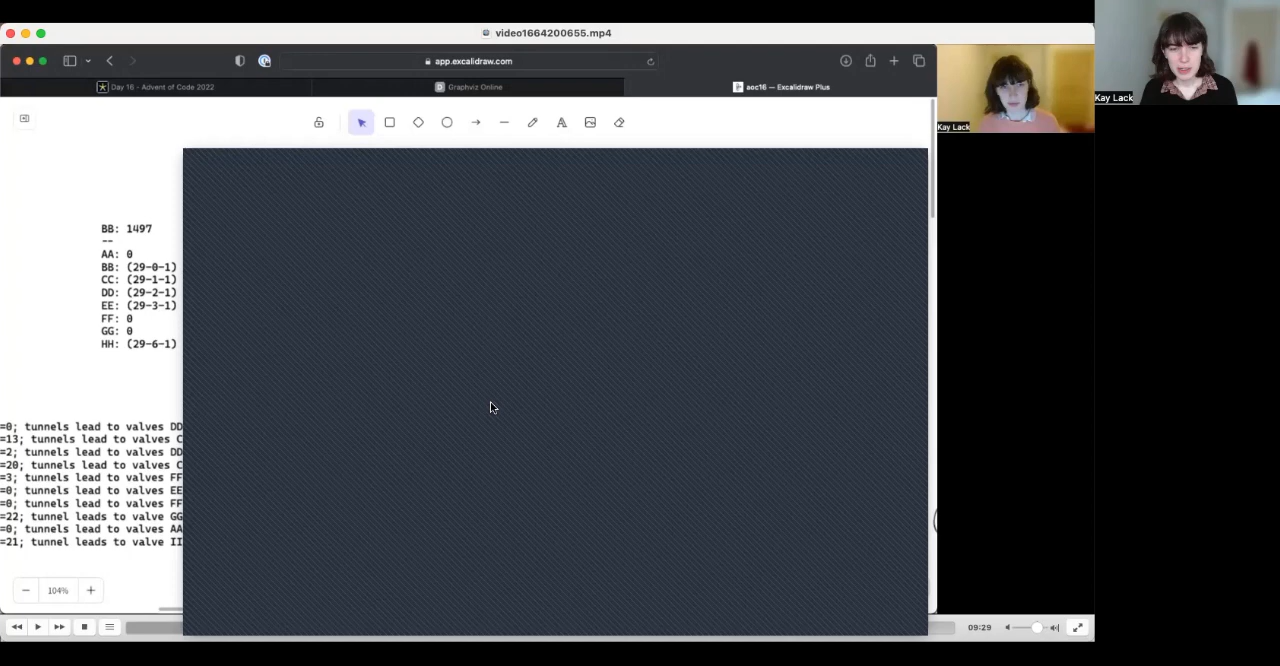 video1664200655.mp4
app.excalidraw.com
Day 16 - Advent of Code 2022
Graphviz Online
aoc16 — Excalidraw Plus
Kay Lack
Kay Lack
BB: 1497
--
AA: 0
BB: (29-0-1)
CC: (29-1-1)
DD: (29-2-1)
EE: (29-3-1)
FF: 0
GG: 0
HH: (29-6-1)
=0; tunnels lead to valves DD
=13; tunnels lead to valves C
=2; tunnels lead to valves DD
=20; tunnels lead to valves C
=3; tunnels lead to valves FF
=0; tunnels lead to valves EE
=0; tunnels lead to valves FF
=22; tunnel leads to valve GG
=0; tunnels lead to valves AA
=21; tunnel leads to valve II
104%
09:29